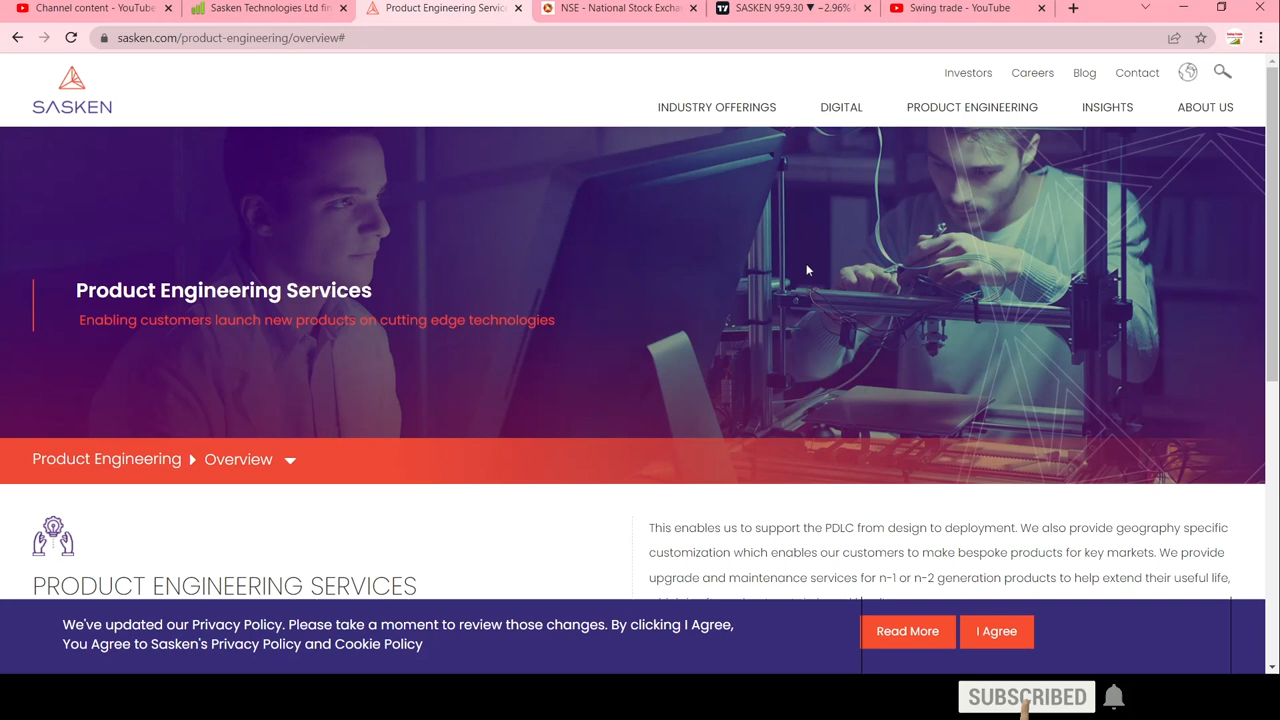 Channel content - YouTube
Sasken Technologies Ltd fin
Product Engineering Servic
NSE - National Stock Exchan
SASKEN 959.30 ▼ −2.96%
Swing trade - YouTube
sasken.com/product-engineering/overview#
Investors Careers Blog Contact
SASKEN
INDUSTRY OFFERINGS DIGITAL PRODUCT ENGINEERING INSIGHTS ABOUT US
Product Engineering Services
Enabling customers launch new products on cutting edge technologies
Product Engineering Overview
This enables us to support the PDLC from design to deployment. We also provide geography specific
customization which enables our customers to make bespoke products for key markets. We provide
upgrade and maintenance services for n-1 or n-2 generation products to help extend their useful life,
PRODUCT ENGINEERING SERVICES
We've updated our Privacy Policy. Please take a moment to review those changes. By clicking I Agree,
You Agree to Sasken's Privacy Policy and Cookie Policy
Read More
I Agree
SUBSCRIBED